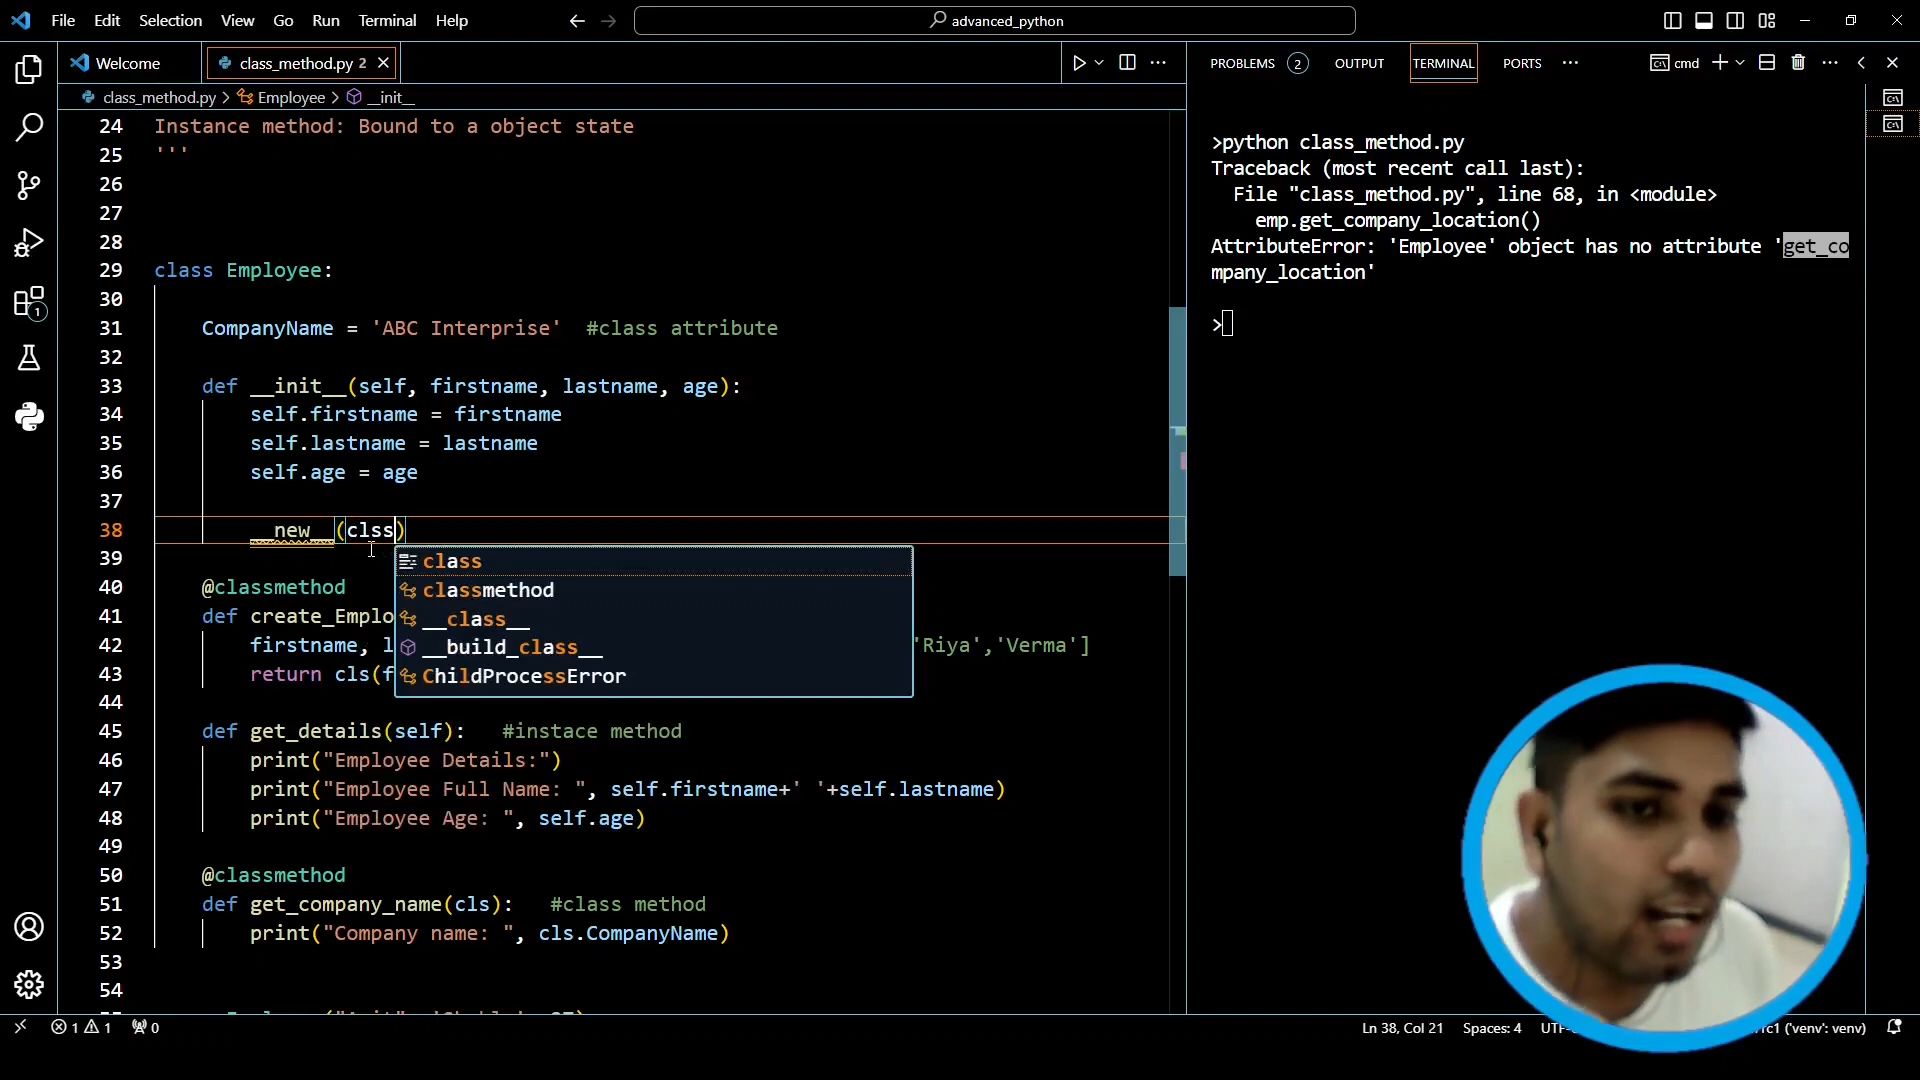 File Edit Selection View Go Run Terminal Help
advanced_python
Welcome
class_method.py 2
class_method.py > Employee > __init__
24 Instance method: Bound to a object state
25 '''
26
27
28
29 class Employee:
30
31 CompanyName = 'ABC Interprise' #class attribute
32
33 def __init__(self, firstname, lastname, age):
34 self.firstname = firstname
35 self.lastname = lastname
36 self.age = age
37
38 __new__(clss)
39
class
classmethod
__class__
__build_class__
ChildProcessError
40 @classmethod
41 def create_Emplo
42 firstname, l 'Riya','Verma']
43 return cls(f
44
45 def get_details(self): #instace method
46 print("Employee Details:")
47 print("Employee Full Name: ", self.firstname+' '+self.lastname)
48 print("Employee Age: ", self.age)
49
50 @classmethod
51 def get_company_name(cls): #class method
52 print("Company name: ", cls.CompanyName)
53
54
PROBLEMS 2 OUTPUT TERMINAL PORTS cmd
>python class_method.py
Traceback (most recent call last):
File "class_method.py", line 68, in <module>
emp.get_company_location()
AttributeError: 'Employee' object has no attribute 'get_co
mpany_location'
>
1
1 1 0
Ln 38, Col 21 Spaces: 4 UTF- rc1 ('venv': venv)